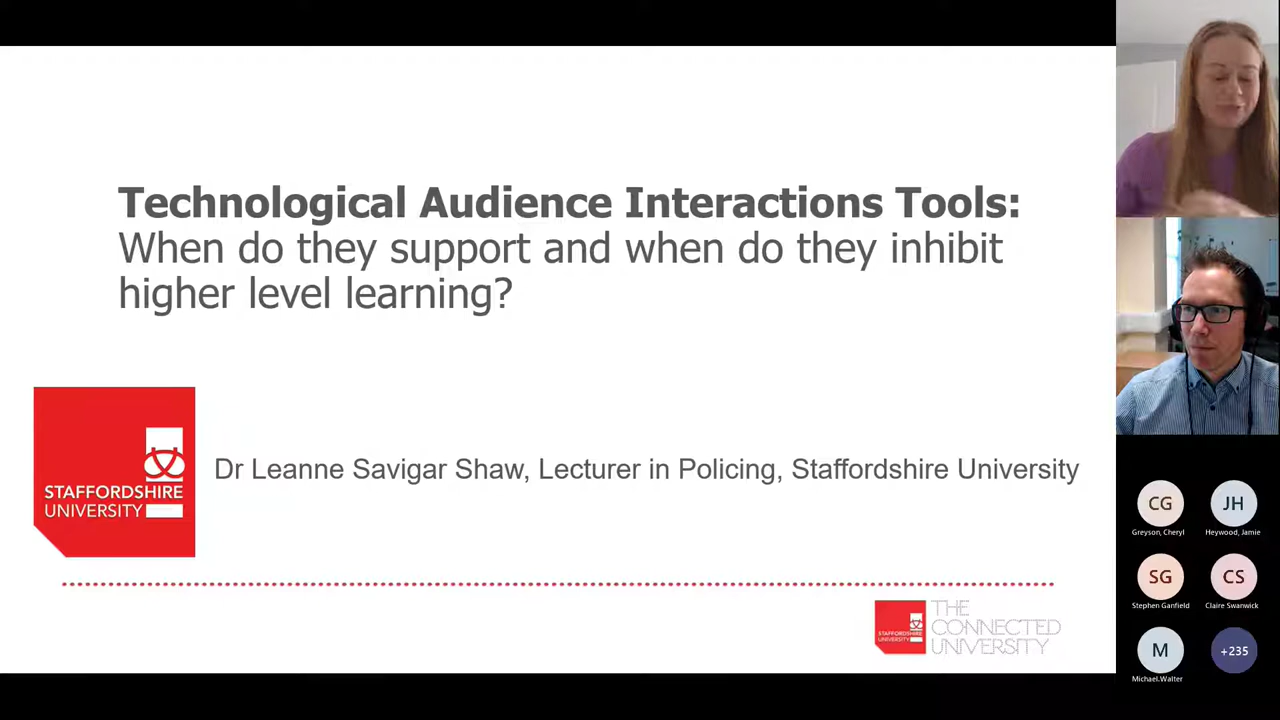 Technological Audience Interactions Tools:
When do they support and when do they inhibit
higher level learning?
STAFFORDSHIRE
UNIVERSITY
Dr Leanne Savigar Shaw, Lecturer in Policing, Staffordshire University
STAFFORDSHIRE
UNIVERSITY
THE
CONNECTED
UNIVERSITY
CG
Greyson, Cheryl
JH
Heywood, Jamie
SG
Stephen Ganfield
CS
Claire Swanwick
M
Michael.Walter
+235